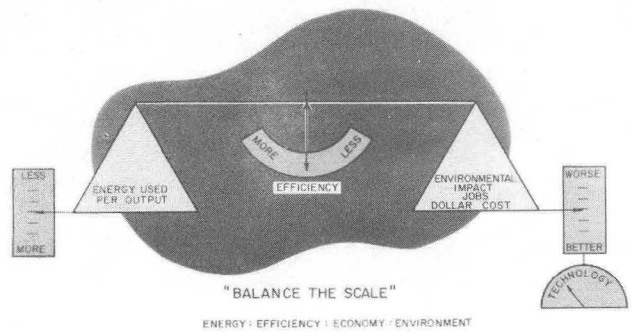 MORE
LESS
LESS
ENERGY USED
PER OUTPUT
EFFICIENCY
ENVIRONMENTAL
IMPACT
JOBS
DOLLAR COST
WORSE
MORE
BETTER
TECHNOLOGY
"BALANCE THE SCALE"
ENERGY : EFFICIENCY : ECONOMY : ENVIRONMENT